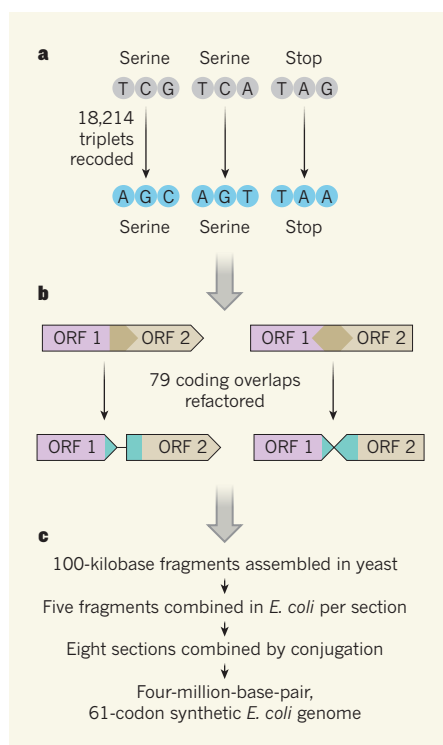 a
Serine Serine Stop
T C G T C A T A G
18,214
triplets
recoded
A G C A G T T A A
Serine Serine Stop
b
ORF 1 ORF 2 ORF 1 ORF 2
79 coding overlaps
refactored
ORF 1 ORF 2 ORF 1 ORF 2
c
100-kilobase fragments assembled in yeast
Five fragments combined in E. coli per section
Eight sections combined by conjugation
Four-million-base-pair,
61-codon synthetic E. coli genome